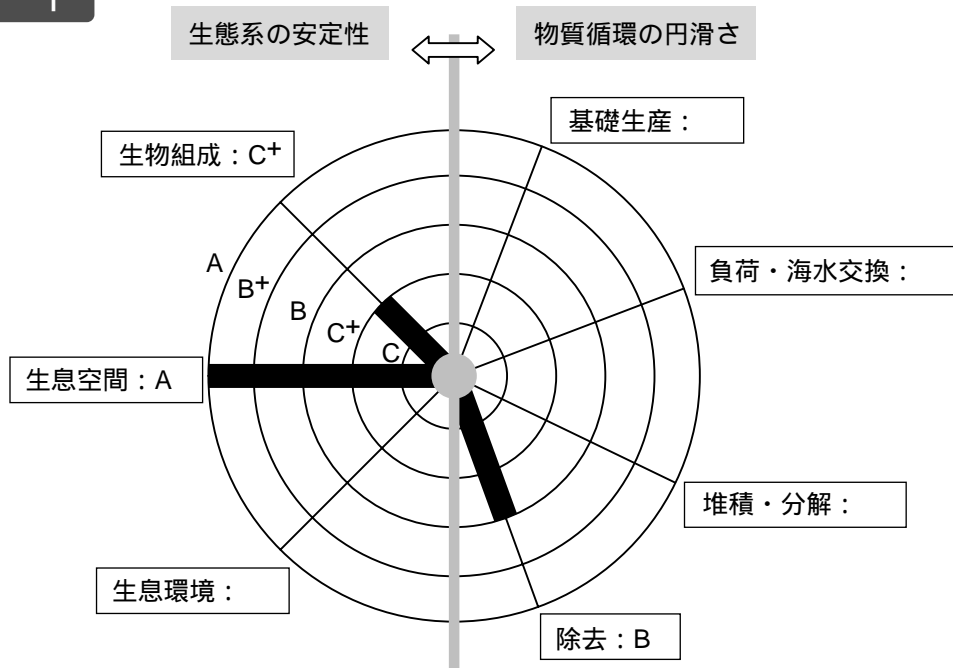 生態系の安定性
物質循環の円滑さ
基礎生産：
生物組成：C⁺
負荷・海水交換：
A
B⁺
B
C⁺
C
生息空間：A
堆積・分解：
生息環境：
除去：B